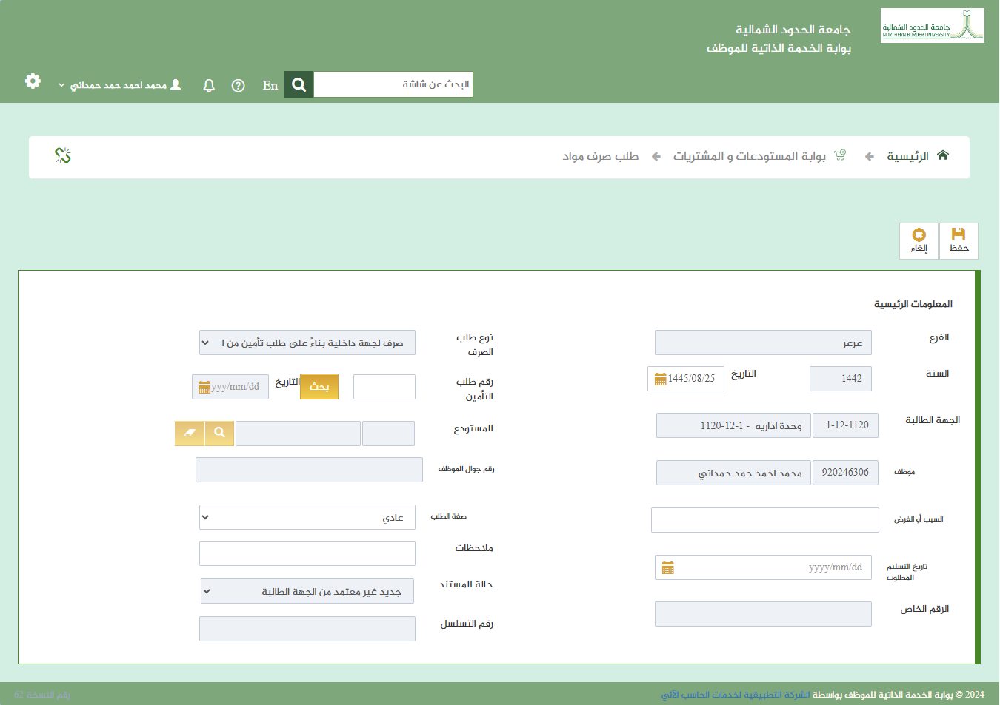 جامعة الحدود الشمالية
NORTHERN BORDER UNIVERSITY
جامعة الحدود الشمالية
بوابة الخدمة الذاتية للموظف
البحث عن شاشة
En
محمد احمد حمد حمداني
الرئيسية
بوابة المستودعات و المشتريات
طلب صرف مواد
حفظ
إلغاء
المعلومات الرئيسية
الفرع
عرعر
نوع طلب الصرف
صرف لجهة داخلية بناءً على طلب تأمين من ا
السنة
1442
التاريخ
1445/08/25
رقم طلب التأمين
بحث
التاريخ
yyyy/mm/dd
الجهة الطالبة
1-12-1120
وحدة اداريه - 1-12-1120
المستودع
موظف
920246306
محمد احمد حمد حمداني
رقم جوال الموظف
السبب أو الغرض
صفة الطلب
عادي
تاريخ التسليم المطلوب
yyyy/mm/dd
ملاحظات
حالة المستند
جديد غير معتمد من الجهة الطالبة
الرقم الخاص
رقم التسلسل
2024 © بوابة الخدمة الذاتية للموظف بواسطة الشركة التطبيقية لخدمات الحاسب الآلي
رقم النسخة 62